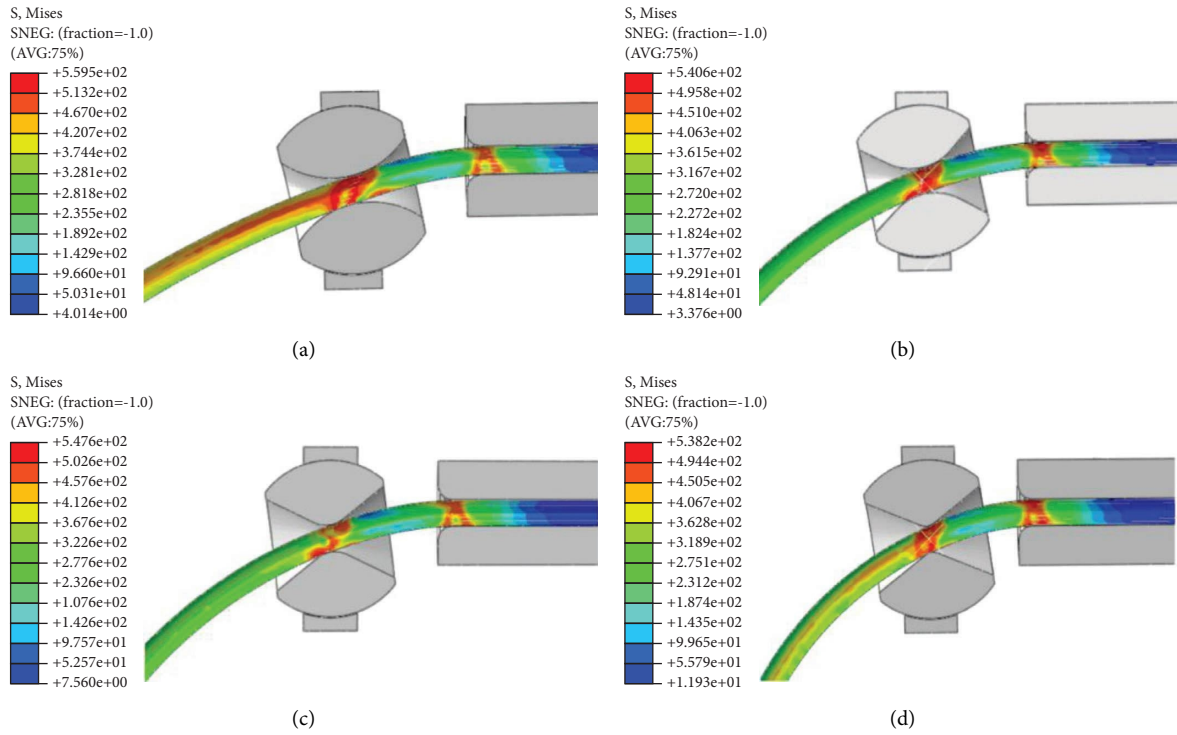 S, Mises
SNEG: (fraction=-1.0)
(AVG:75%)
+5.595e+02
+5.132e+02
+4.670e+02
+4.207e+02
+3.744e+02
+3.281e+02
+2.818e+02
+2.355e+02
+1.892e+02
+1.429e+02
+9.660e+01
+5.031e+01
+4.014e+00
(a)
S, Mises
SNEG: (fraction=-1.0)
(AVG:75%)
+5.406e+02
+4.958e+02
+4.510e+02
+4.063e+02
+3.615e+02
+3.167e+02
+2.720e+02
+2.272e+02
+1.824e+02
+1.377e+02
+9.291e+01
+4.814e+01
+3.376e+00
(b)
S, Mises
SNEG: (fraction=-1.0)
(AVG:75%)
+5.476e+02
+5.026e+02
+4.576e+02
+4.126e+02
+3.676e+02
+3.226e+02
+2.776e+02
+2.326e+02
+1.076e+02
+1.426e+02
+9.757e+01
+5.257e+01
+7.560e+00
(c)
S, Mises
SNEG: (fraction=-1.0)
(AVG:75%)
+5.382e+02
+4.944e+02
+4.505e+02
+4.067e+02
+3.628e+02
+3.189e+02
+2.751e+02
+2.312e+02
+1.874e+02
+1.435e+02
+9.965e+01
+5.579e+01
+1.193e+01
(d)